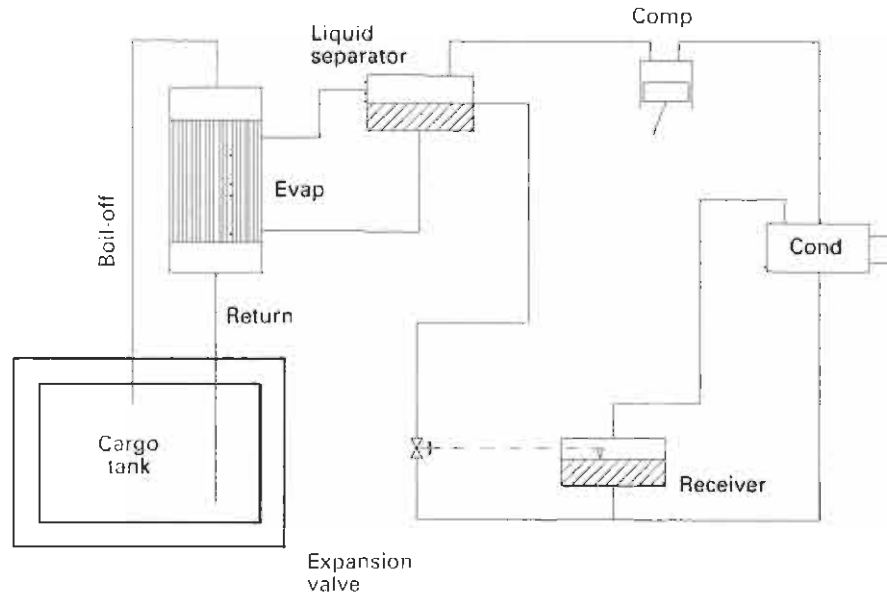 Comp
Liquid
separator
Evap
Boil-off
Cond
Return
Cargo
tank
Receiver
Expansion
valve